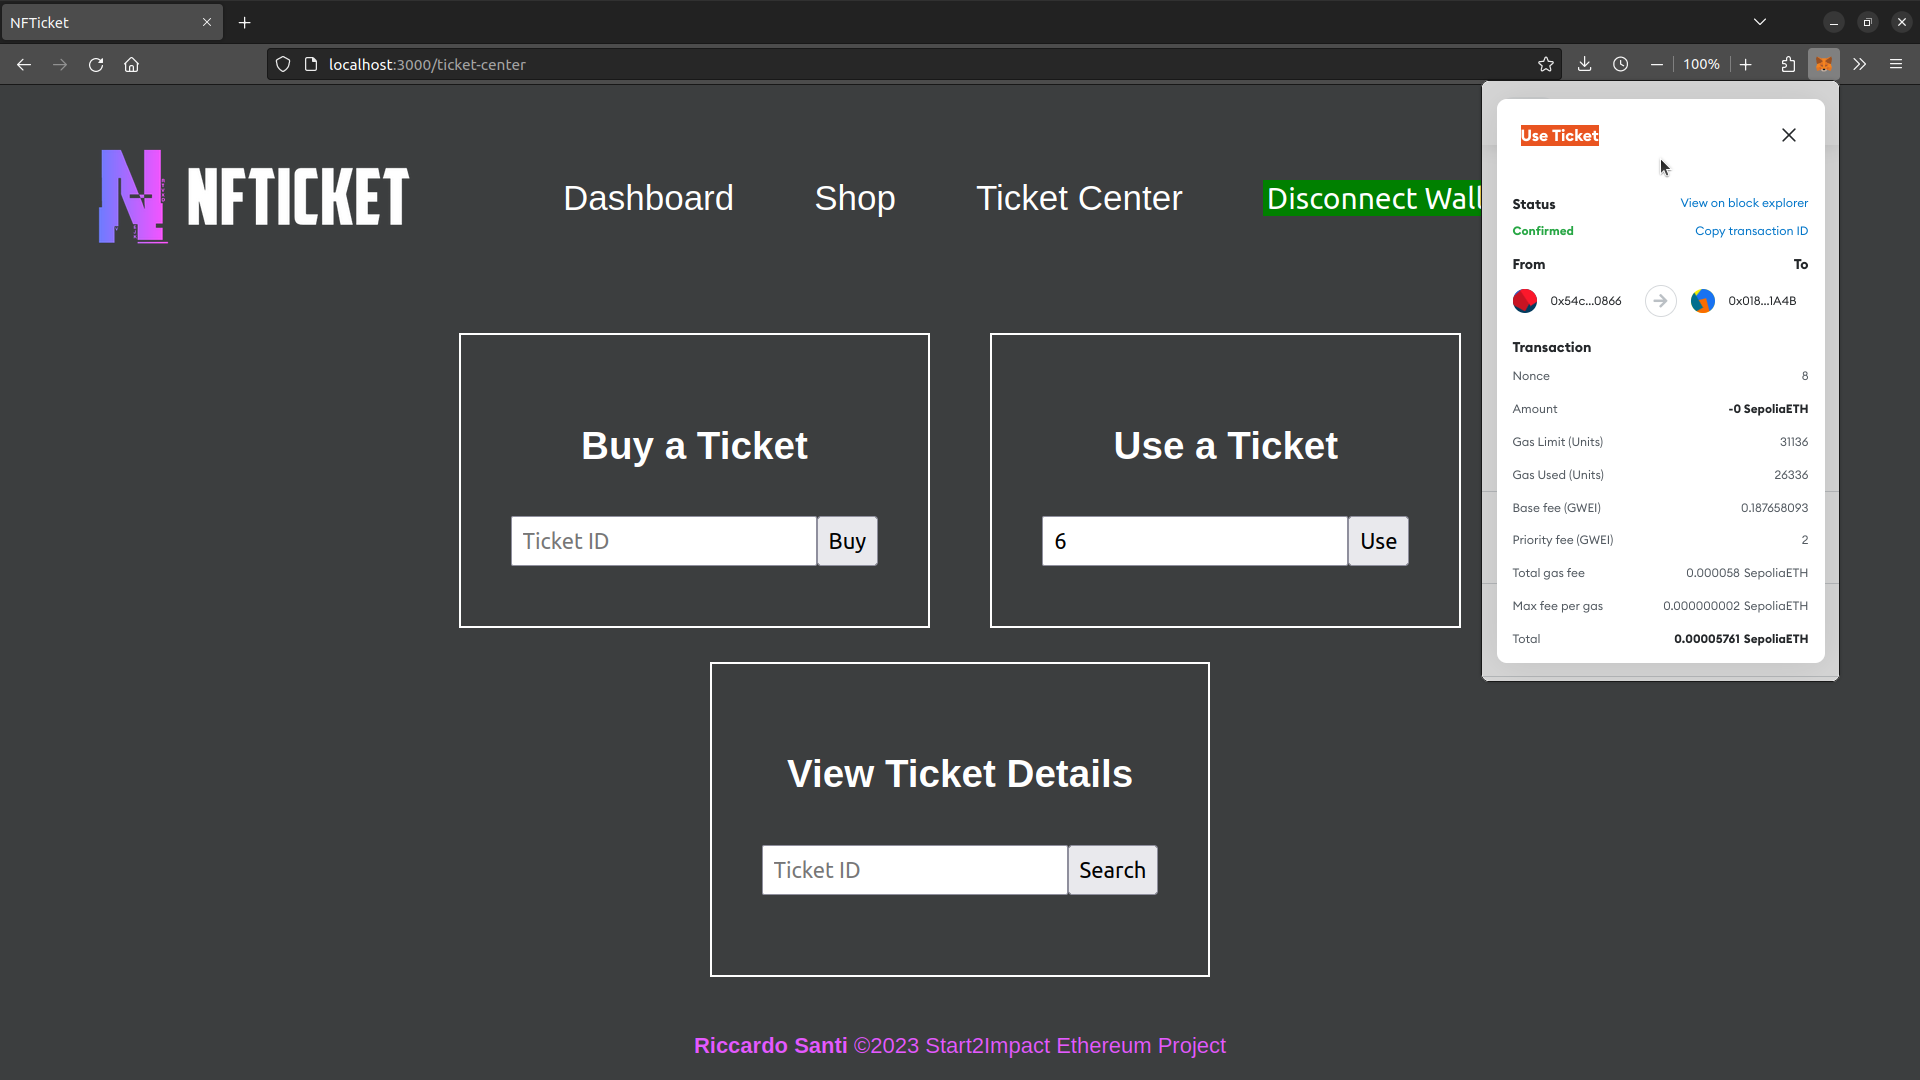 NFTicket
localhost:3000/ticket-center
100%
NFTICKET
Dashboard
Shop
Ticket Center
Disconnect Wall
Buy a Ticket
Ticket ID
Buy
Use a Ticket
6
Use
View Ticket Details
Ticket ID
Search
Riccardo Santi ©2023 Start2Impact Ethereum Project
Use Ticket
Status
View on block explorer
Confirmed
Copy transaction ID
From
To
0x54c...0866
0x018...1A4B
Transaction
Nonce 8
Amount -0 SepoliaETH
Gas Limit (Units) 31136
Gas Used (Units) 26336
Base fee (GWEI) 0.187658093
Priority fee (GWEI) 2
Total gas fee 0.000058 SepoliaETH
Max fee per gas 0.000000002 SepoliaETH
Total 0.00005761 SepoliaETH